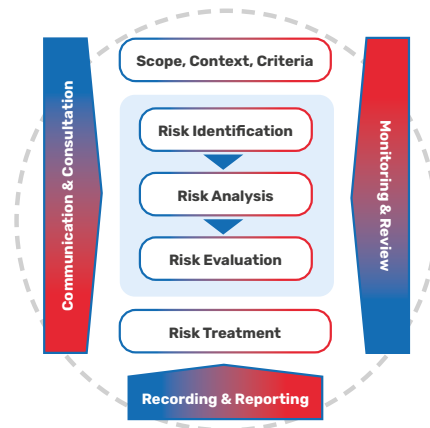 Scope, Context, Criteria
Communication & Consultation
Risk Identification
Risk Analysis
Risk Evaluation
Monitoring & Review
Risk Treatment
Recording & Reporting